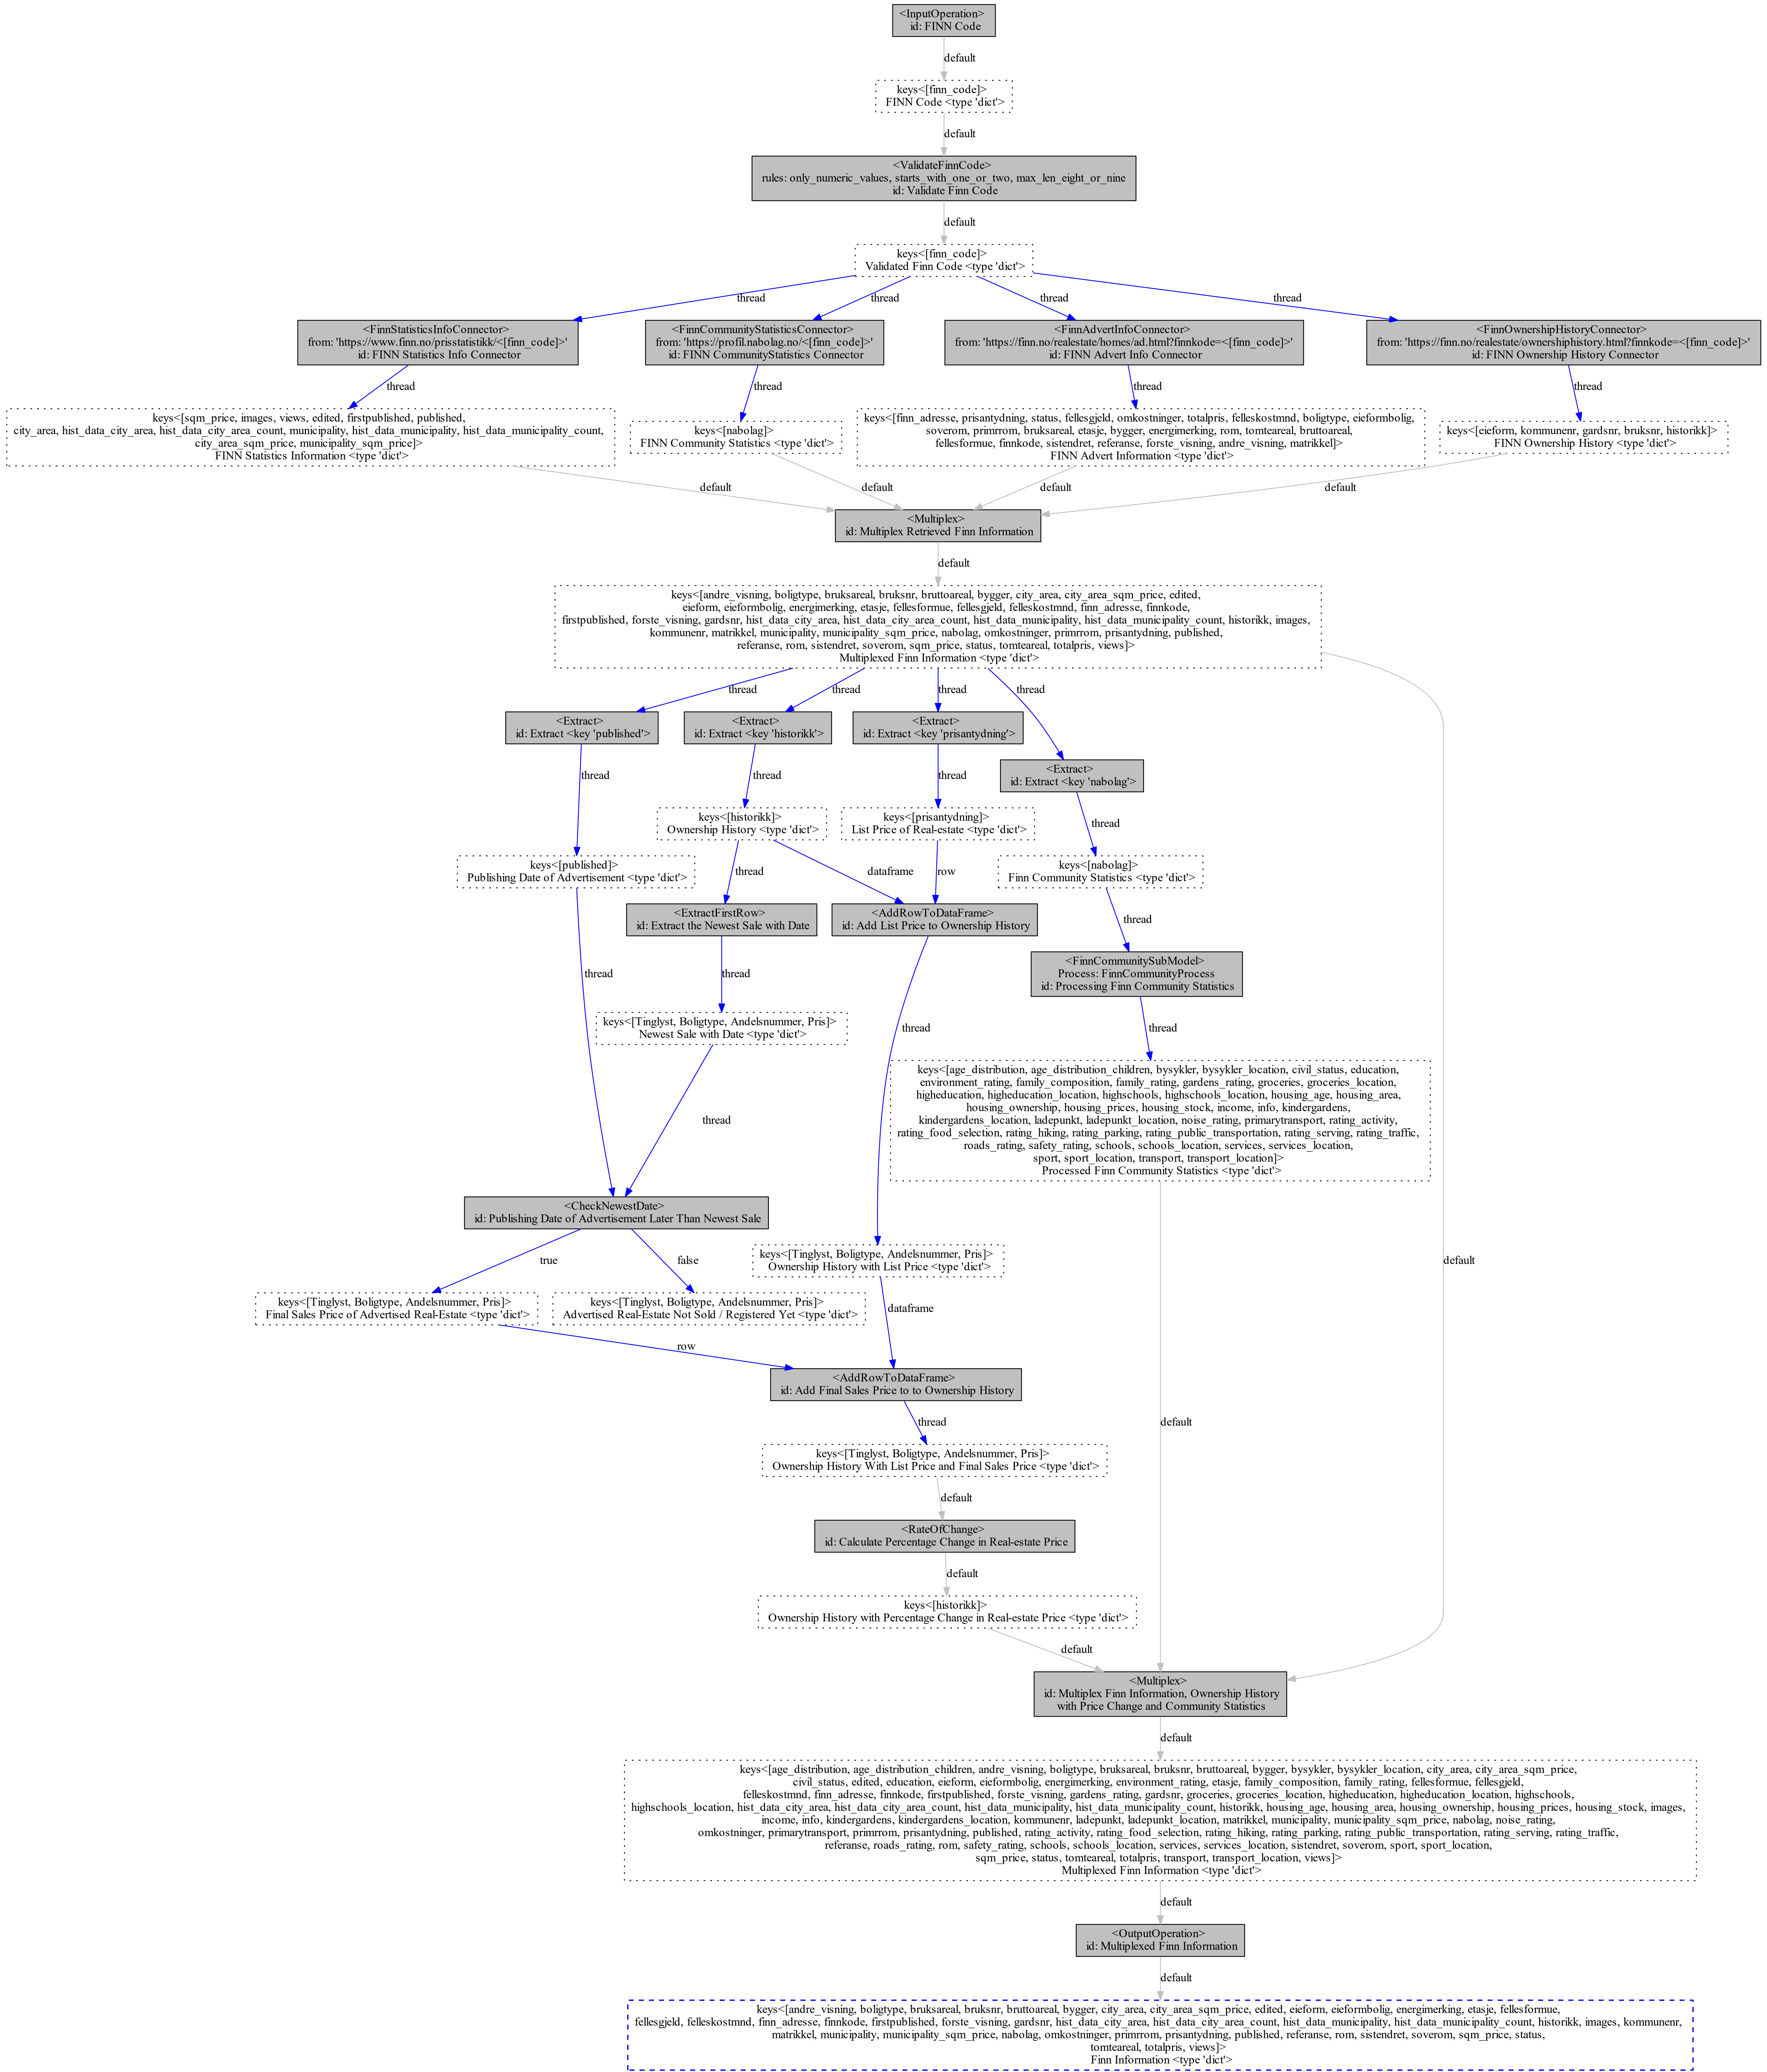 <InputOperation>
id: FINN Code
default
keys<[finn_code]>
FINN Code <type 'dict'>
default
<ValidateFinnCode>
rules: only_numeric_values, starts_with_one_or_two, max_len_eight_or_nine
id: Validate Finn Code
default
keys<[finn_code]>
Validated Finn Code <type 'dict'>
thread
thread
thread
thread
<FinnStatisticsInfoConnector>
from: 'https://www.finn.no/prisstatistikk/<[finn_code]>'
id: FINN Statistics Info Connector
<FinnCommunityStatisticsConnector>
from: 'https://profil.nabolag.no/<[finn_code]>'
id: FINN CommunityStatistics Connector
<FinnAdvertInfoConnector>
from: 'https://finn.no/realestate/homes/ad.html?finnkode=<[finn_code]>'
id: FINN Advert Info Connector
<FinnOwnershipHistoryConnector>
from: 'https://finn.no/realestate/ownershiphistory.html?finnkode=<[finn_code]>'
id: FINN Ownership History Connector
thread
thread
thread
thread
keys<[sqm_price, images, views, edited, firstpublished, published,
city_area, hist_data_city_area, hist_data_city_area_count, municipality, hist_data_municipality, hist_data_municipality_count,
city_area_sqm_price, municipality_sqm_price]>
FINN Statistics Information <type 'dict'>
keys<[nabolag]>
FINN Community Statistics <type 'dict'>
keys<[finn_adresse, prisantydning, status, fellesgjeld, omkostninger, totalpris, felleskostmnd, boligtype, eieformbolig,
soverom, primrrom, bruksareal, etasje, bygger, energimerking, rom, tomteareal, bruttoareal,
fellesformue, finnkode, sistendret, referanse, forste_visning, andre_visning, matrikkel]>
FINN Advert Information <type 'dict'>
keys<[eieform, kommunenr, gardsnr, bruksnr, historikk]>
FINN Ownership History <type 'dict'>
default
default
default
default
<Multiplex>
id: Multiplex Retrieved Finn Information
default
keys<[andre_visning, boligtype, bruksareal, bruksnr, bruttoareal, bygger, city_area, city_area_sqm_price, edited,
eieform, eieformbolig, energimerking, etasje, fellesformue, fellesgjeld, felleskostmnd, finn_adresse, finnkode,
firstpublished, forste_visning, gardsnr, hist_data_city_area, hist_data_city_area_count, hist_data_municipality, hist_data_municipality_count, historikk, images,
kommunenr, matrikkel, municipality, municipality_sqm_price, nabolag, omkostninger, primrrom, prisantydning, published,
referanse, rom, sistendret, soverom, sqm_price, status, tomteareal, totalpris, views]>
Multiplexed Finn Information <type 'dict'>
thread
thread
thread
thread
<Extract>
id: Extract <key 'published'>
<Extract>
id: Extract <key 'historikk'>
<Extract>
id: Extract <key 'prisantydning'>
<Extract>
id: Extract <key 'nabolag'>
thread
thread
thread
thread
keys<[historikk]>
Ownership History <type 'dict'>
keys<[prisantydning]>
List Price of Real-estate <type 'dict'>
keys<[published]>
Publishing Date of Advertisement <type 'dict'>
keys<[nabolag]>
Finn Community Statistics <type 'dict'>
thread
dataframe
row
thread
<ExtractFirstRow>
id: Extract the Newest Sale with Date
<AddRowToDataFrame>
id: Add List Price to Ownership History
<FinnCommunitySubModel>
Process: FinnCommunityProcess
id: Processing Finn Community Statistics
thread
thread
thread
thread
keys<[Tinglyst, Boligtype, Andelsnummer, Pris]>
Newest Sale with Date <type 'dict'>
keys<[age_distribution, age_distribution_children, bysykler, bysykler_location, civil_status, education,
environment_rating, family_composition, family_rating, gardens_rating, groceries, groceries_location,
higheducation, higheducation_location, highschools, highschools_location, housing_age, housing_area,
housing_ownership, housing_prices, housing_stock, income, info, kindergardens,
kindergardens_location, ladepunkt, ladepunkt_location, noise_rating, primarytransport, rating_activity,
rating_food_selection, rating_hiking, rating_parking, rating_public_transportation, rating_serving, rating_traffic,
roads_rating, safety_rating, schools, schools_location, services, services_location,
sport, sport_location, transport, transport_location]>
Processed Finn Community Statistics <type 'dict'>
thread
<CheckNewestDate>
id: Publishing Date of Advertisement Later Than Newest Sale
true
false
default
keys<[Tinglyst, Boligtype, Andelsnummer, Pris]>
Ownership History with List Price <type 'dict'>
keys<[Tinglyst, Boligtype, Andelsnummer, Pris]>
Final Sales Price of Advertised Real-Estate <type 'dict'>
keys<[Tinglyst, Boligtype, Andelsnummer, Pris]>
Advertised Real-Estate Not Sold / Registered Yet <type 'dict'>
dataframe
row
<AddRowToDataFrame>
id: Add Final Sales Price to to Ownership History
thread
default
keys<[Tinglyst, Boligtype, Andelsnummer, Pris]>
Ownership History With List Price and Final Sales Price <type 'dict'>
default
<RateOfChange>
id: Calculate Percentage Change in Real-estate Price
default
keys<[historikk]>
Ownership History with Percentage Change in Real-estate Price <type 'dict'>
default
<Multiplex>
id: Multiplex Finn Information, Ownership History
with Price Change and Community Statistics
default
keys<[age_distribution, age_distribution_children, andre_visning, boligtype, bruksareal, bruksnr, bruttoareal, bygger, bysykler, bysykler_location, city_area, city_area_sqm_price,
civil_status, edited, education, eieform, eieformbolig, energimerking, environment_rating, etasje, family_composition, family_rating, fellesformue, fellesgjeld,
felleskostmnd, finn_adresse, finnkode, firstpublished, forste_visning, gardens_rating, gardsnr, groceries, groceries_location, higheducation, higheducation_location, highschools,
highschools_location, hist_data_city_area, hist_data_city_area_count, hist_data_municipality, hist_data_municipality_count, historikk, housing_age, housing_area, housing_ownership, housing_prices, housing_stock, images,
income, info, kindergardens, kindergardens_location, kommunenr, ladepunkt, ladepunkt_location, matrikkel, municipality, municipality_sqm_price, nabolag, noise_rating,
omkostninger, primarytransport, primrrom, prisantydning, published, rating_activity, rating_food_selection, rating_hiking, rating_parking, rating_public_transportation, rating_serving, rating_traffic,
referanse, roads_rating, rom, safety_rating, schools, schools_location, services, services_location, sistendret, soverom, sport, sport_location,
sqm_price, status, tomteareal, totalpris, transport, transport_location, views]>
Multiplexed Finn Information <type 'dict'>
default
<OutputOperation>
id: Multiplexed Finn Information
default
keys<[andre_visning, boligtype, bruksareal, bruksnr, bruttoareal, bygger, city_area, city_area_sqm_price, edited, eieform, eieformbolig, energimerking, etasje, fellesformue,
fellesgjeld, felleskostmnd, finn_adresse, finnkode, firstpublished, forste_visning, gardsnr, hist_data_city_area, hist_data_city_area_count, hist_data_municipality, hist_data_municipality_count, historikk, images, kommunenr,
matrikkel, municipality, municipality_sqm_price, nabolag, omkostninger, primrrom, prisantydning, published, referanse, rom, sistendret, soverom, sqm_price, status,
tomteareal, totalpris, views]>
Finn Information <type 'dict'>